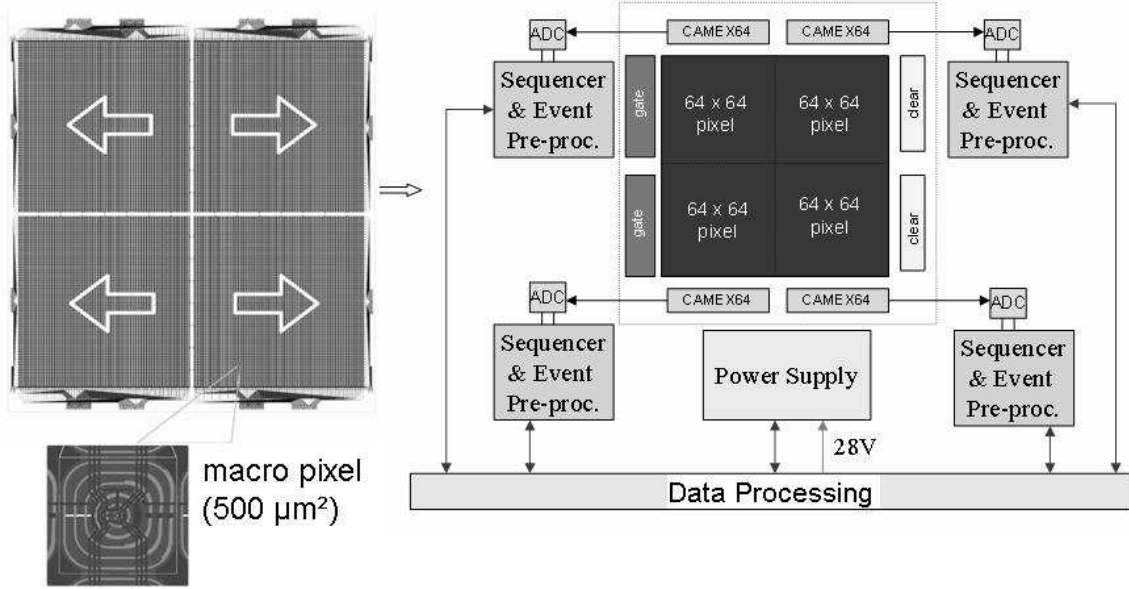 CAMEX64 CAMEX64
ADC ADC
Sequencer
& Event
Pre-proc.
gate
64 x 64
pixel
64 x 64
pixel
clear
Sequencer
& Event
Pre-proc.
gate
64 x 64
pixel
64 x 64
pixel
clear
ADC CAMEX64 CAMEX64 ADC
Sequencer
& Event
Pre-proc.
Power Supply
Sequencer
& Event
Pre-proc.
28V
macro pixel
(500 µm²)
Data Processing